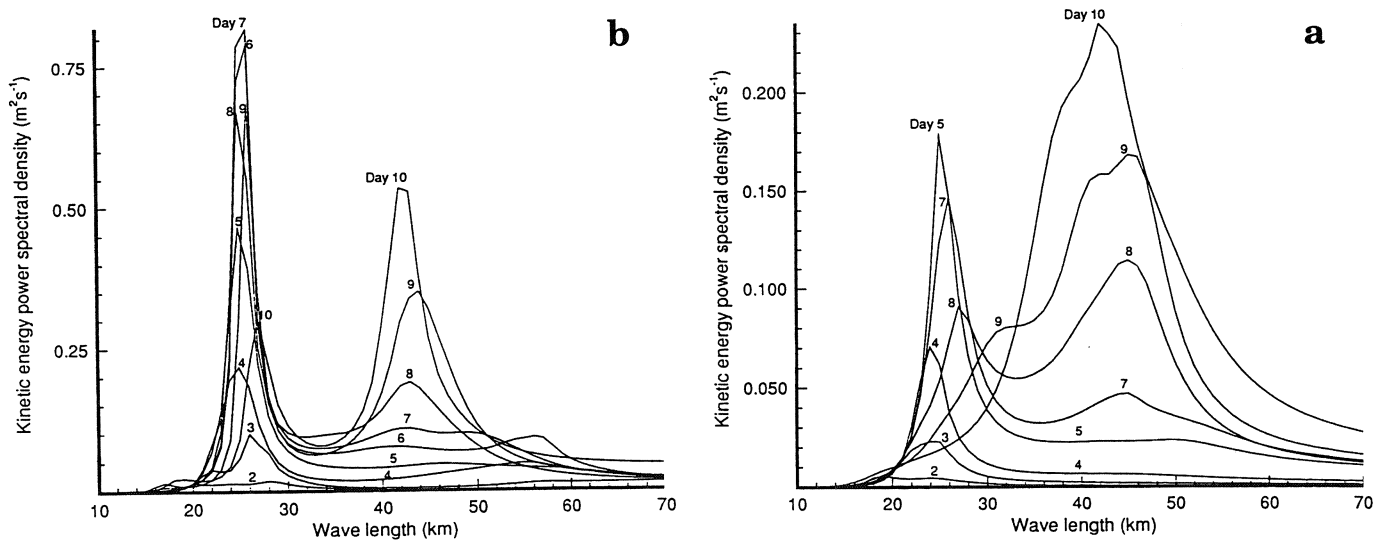 b
Day 7
6
8
9
5
10
4
3
2
Day 10
9
8
7
6
5
4
0.75
0.50
0.25
10 20 30 40 50 60 70
Wave length (km)
Kinetic energy power spectral density (m²s⁻¹)
a
Day 10
Day 5
7
8
4
3
2
9
9
8
7
5
4
0.200
0.150
0.100
0.050
10 20 30 40 50 60 70
Wave length (km)
Kinetic energy power spectral density (m²s⁻¹)